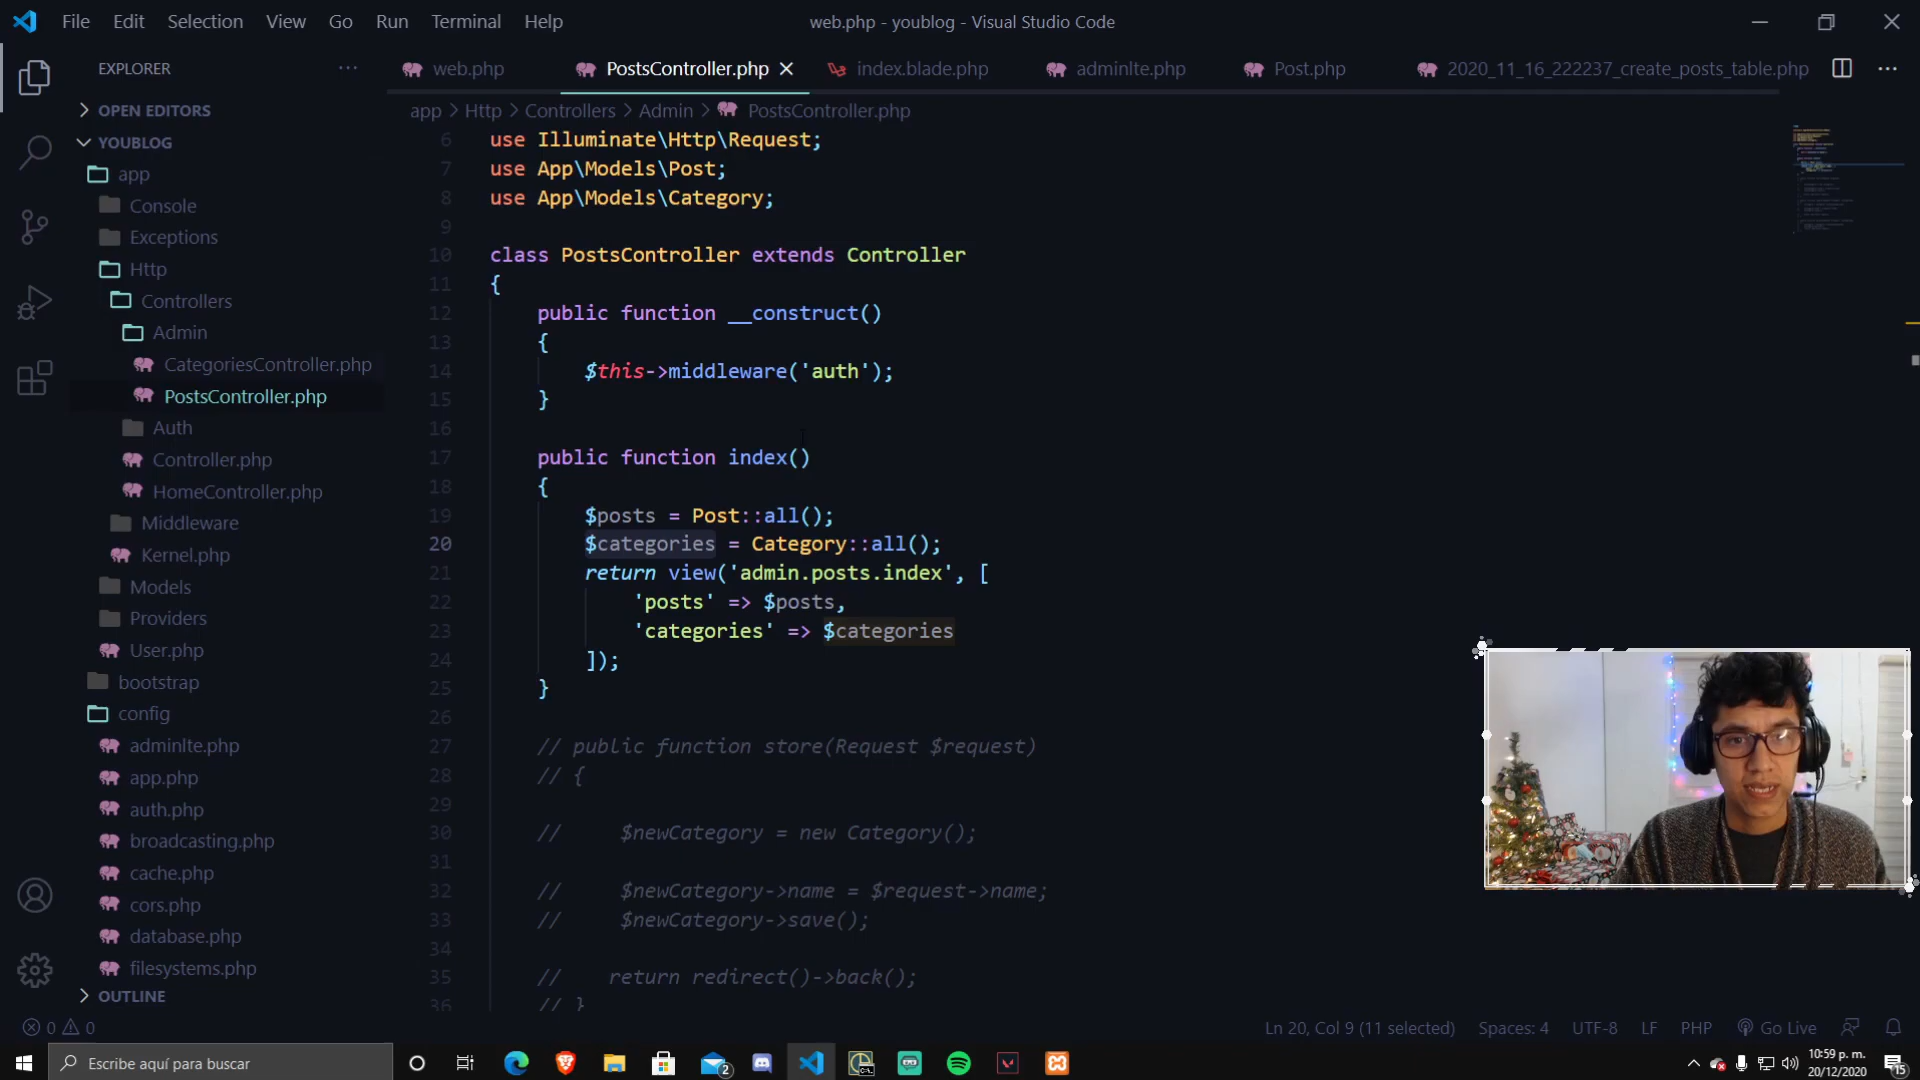 File Edit Selection View Go Run Terminal Help
web.php - youblog - Visual Studio Code
EXPLORER
web.php
PostsController.php
index.blade.php
adminlte.php
Post.php
2020_11_16_222237_create_posts_table.php
OPEN EDITORS
YOUBLOG
app
Console
Exceptions
Http
Controllers
Admin
CategoriesController.php
PostsController.php
Auth
Controller.php
HomeController.php
Middleware
Kernel.php
Models
Providers
User.php
bootstrap
config
adminlte.php
app.php
auth.php
broadcasting.php
cache.php
cors.php
database.php
filesystems.php
OUTLINE
app > Http > Controllers > Admin > PostsController.php
6 use Illuminate\Http\Request;
7 use App\Models\Post;
8 use App\Models\Category;
9
10 class PostsController extends Controller
11 {
12 public function __construct()
13 {
14 $this->middleware('auth');
15 }
16
17 public function index()
18 {
19 $posts = Post::all();
20 $categories = Category::all();
21 return view('admin.posts.index', [
22 'posts' => $posts,
23 'categories' => $categories
24 ]);
25 }
26
27 // public function store(Request $request)
28 // {
29
30 // $newCategory = new Category();
31
32 // $newCategory->name = $request->name;
33 // $newCategory->save();
34
35 // return redirect()->back();
36 // }
0 0
Ln 20, Col 9 (11 selected) Spaces: 4 UTF-8 LF PHP Go Live
Escribe aquí para buscar
2
10:59 p. m.
20/12/2020
15